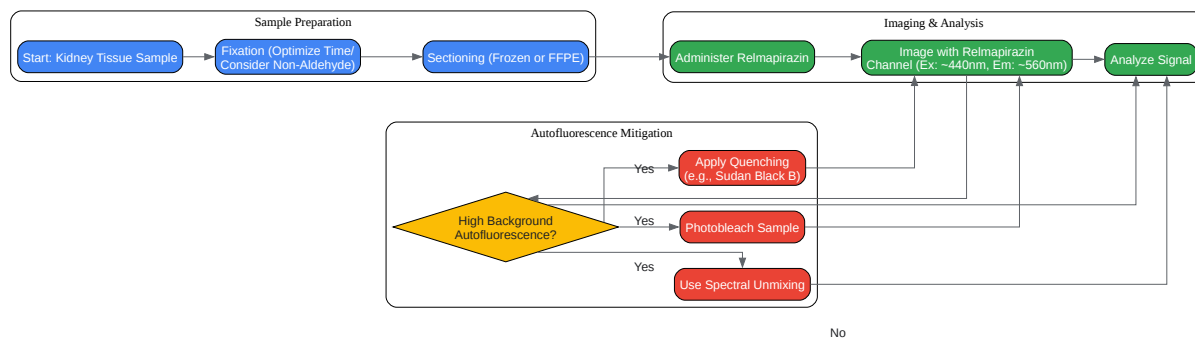 Sample Preparation
Imaging & Analysis
Start: Kidney Tissue Sample
Fixation (Optimize Time/
Consider Non-Aldehyde)
Sectioning (Frozen or FFPE)
Administer Relmapirazin
Image with Relmapirazin
Channel (Ex: ~440nm, Em: ~560nm)
Analyze Signal
Autofluorescence Mitigation
High Background
Autofluorescence?
Yes
Apply Quenching
(e.g., Sudan Black B)
Yes
Photobleach Sample
Yes
Use Spectral Unmixing
No